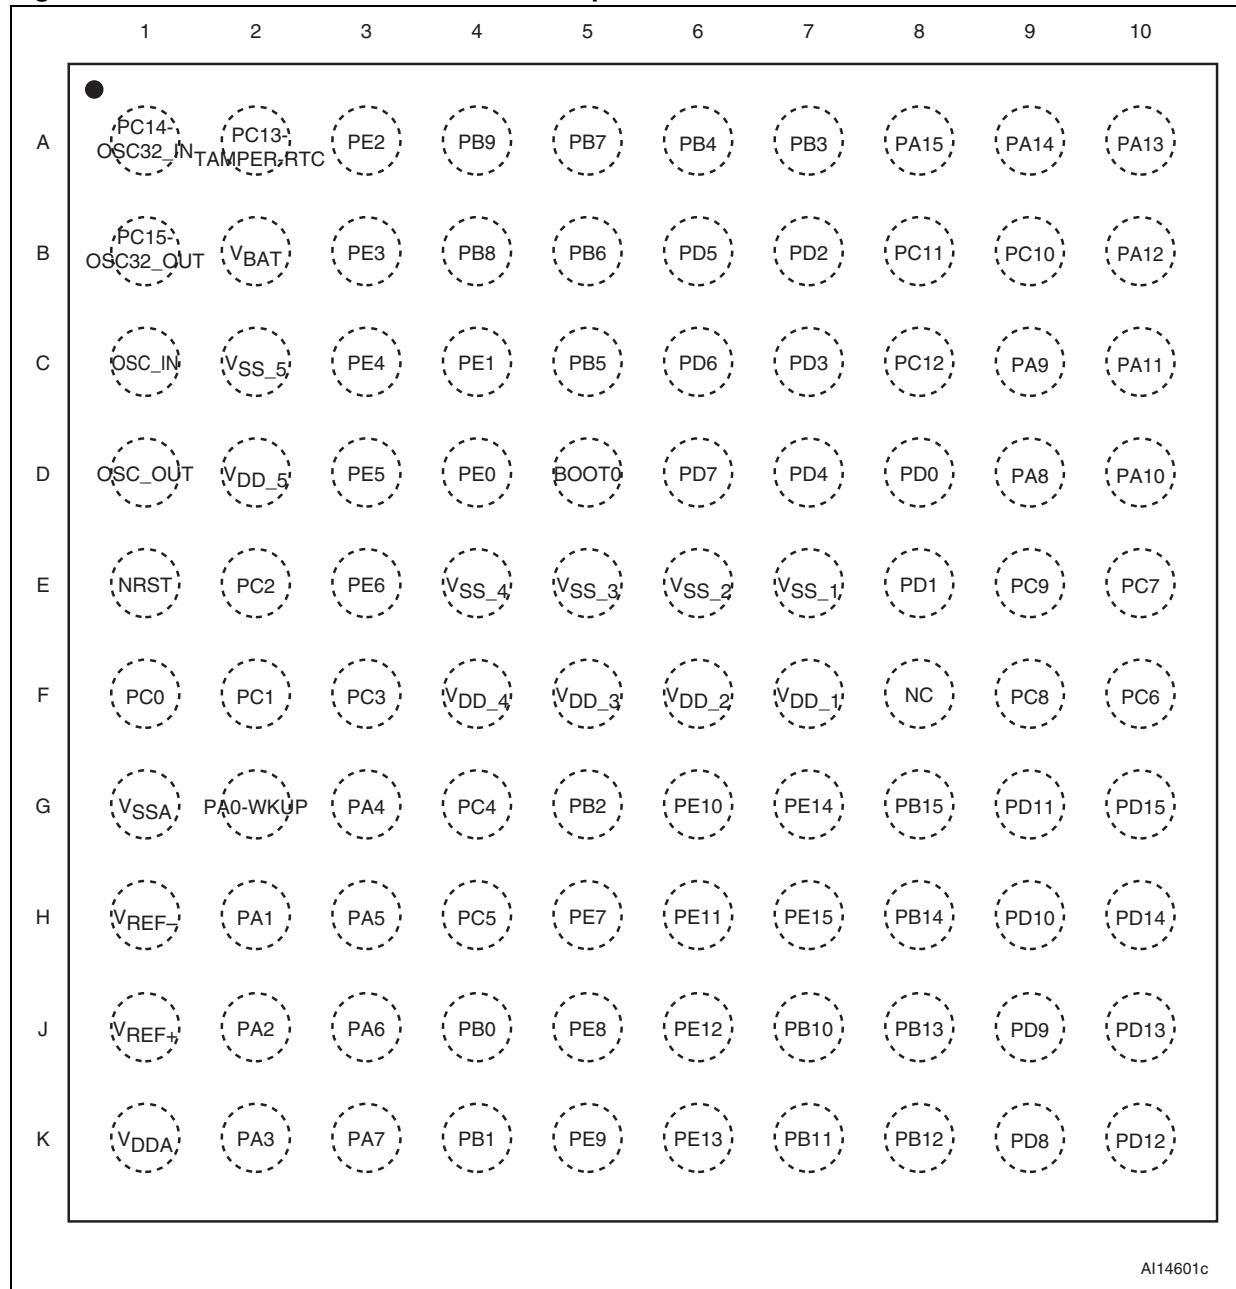 1 2 3 4 5 6 7 8 9 10
A PC14-OSC32_IN PC13-TAMPER-RTC PE2 PB9 PB7 PB4 PB3 PA15 PA14 PA13
B PC15-OSC32_OUT VBAT PE3 PB8 PB6 PD5 PD2 PC11 PC10 PA12
C OSC_IN VSS_5 PE4 PE1 PB5 PD6 PD3 PC12 PA9 PA11
D OSC_OUT VDD_5 PE5 PE0 BOOT0 PD7 PD4 PD0 PA8 PA10
E NRST PC2 PE6 VSS_4 VSS_3 VSS_2 VSS_1 PD1 PC9 PC7
F PC0 PC1 PC3 VDD_4 VDD_3 VDD_2 VDD_1 NC PC8 PC6
G VSSA PA0-WKUP PA4 PC4 PB2 PE10 PE14 PB15 PD11 PD15
H VREF– PA1 PA5 PC5 PE7 PE11 PE15 PB14 PD10 PD14
J VREF+ PA2 PA6 PB0 PE8 PE12 PB10 PB13 PD9 PD13
K VDDA PA3 PA7 PB1 PE9 PE13 PB11 PB12 PD8 PD12
AI14601c